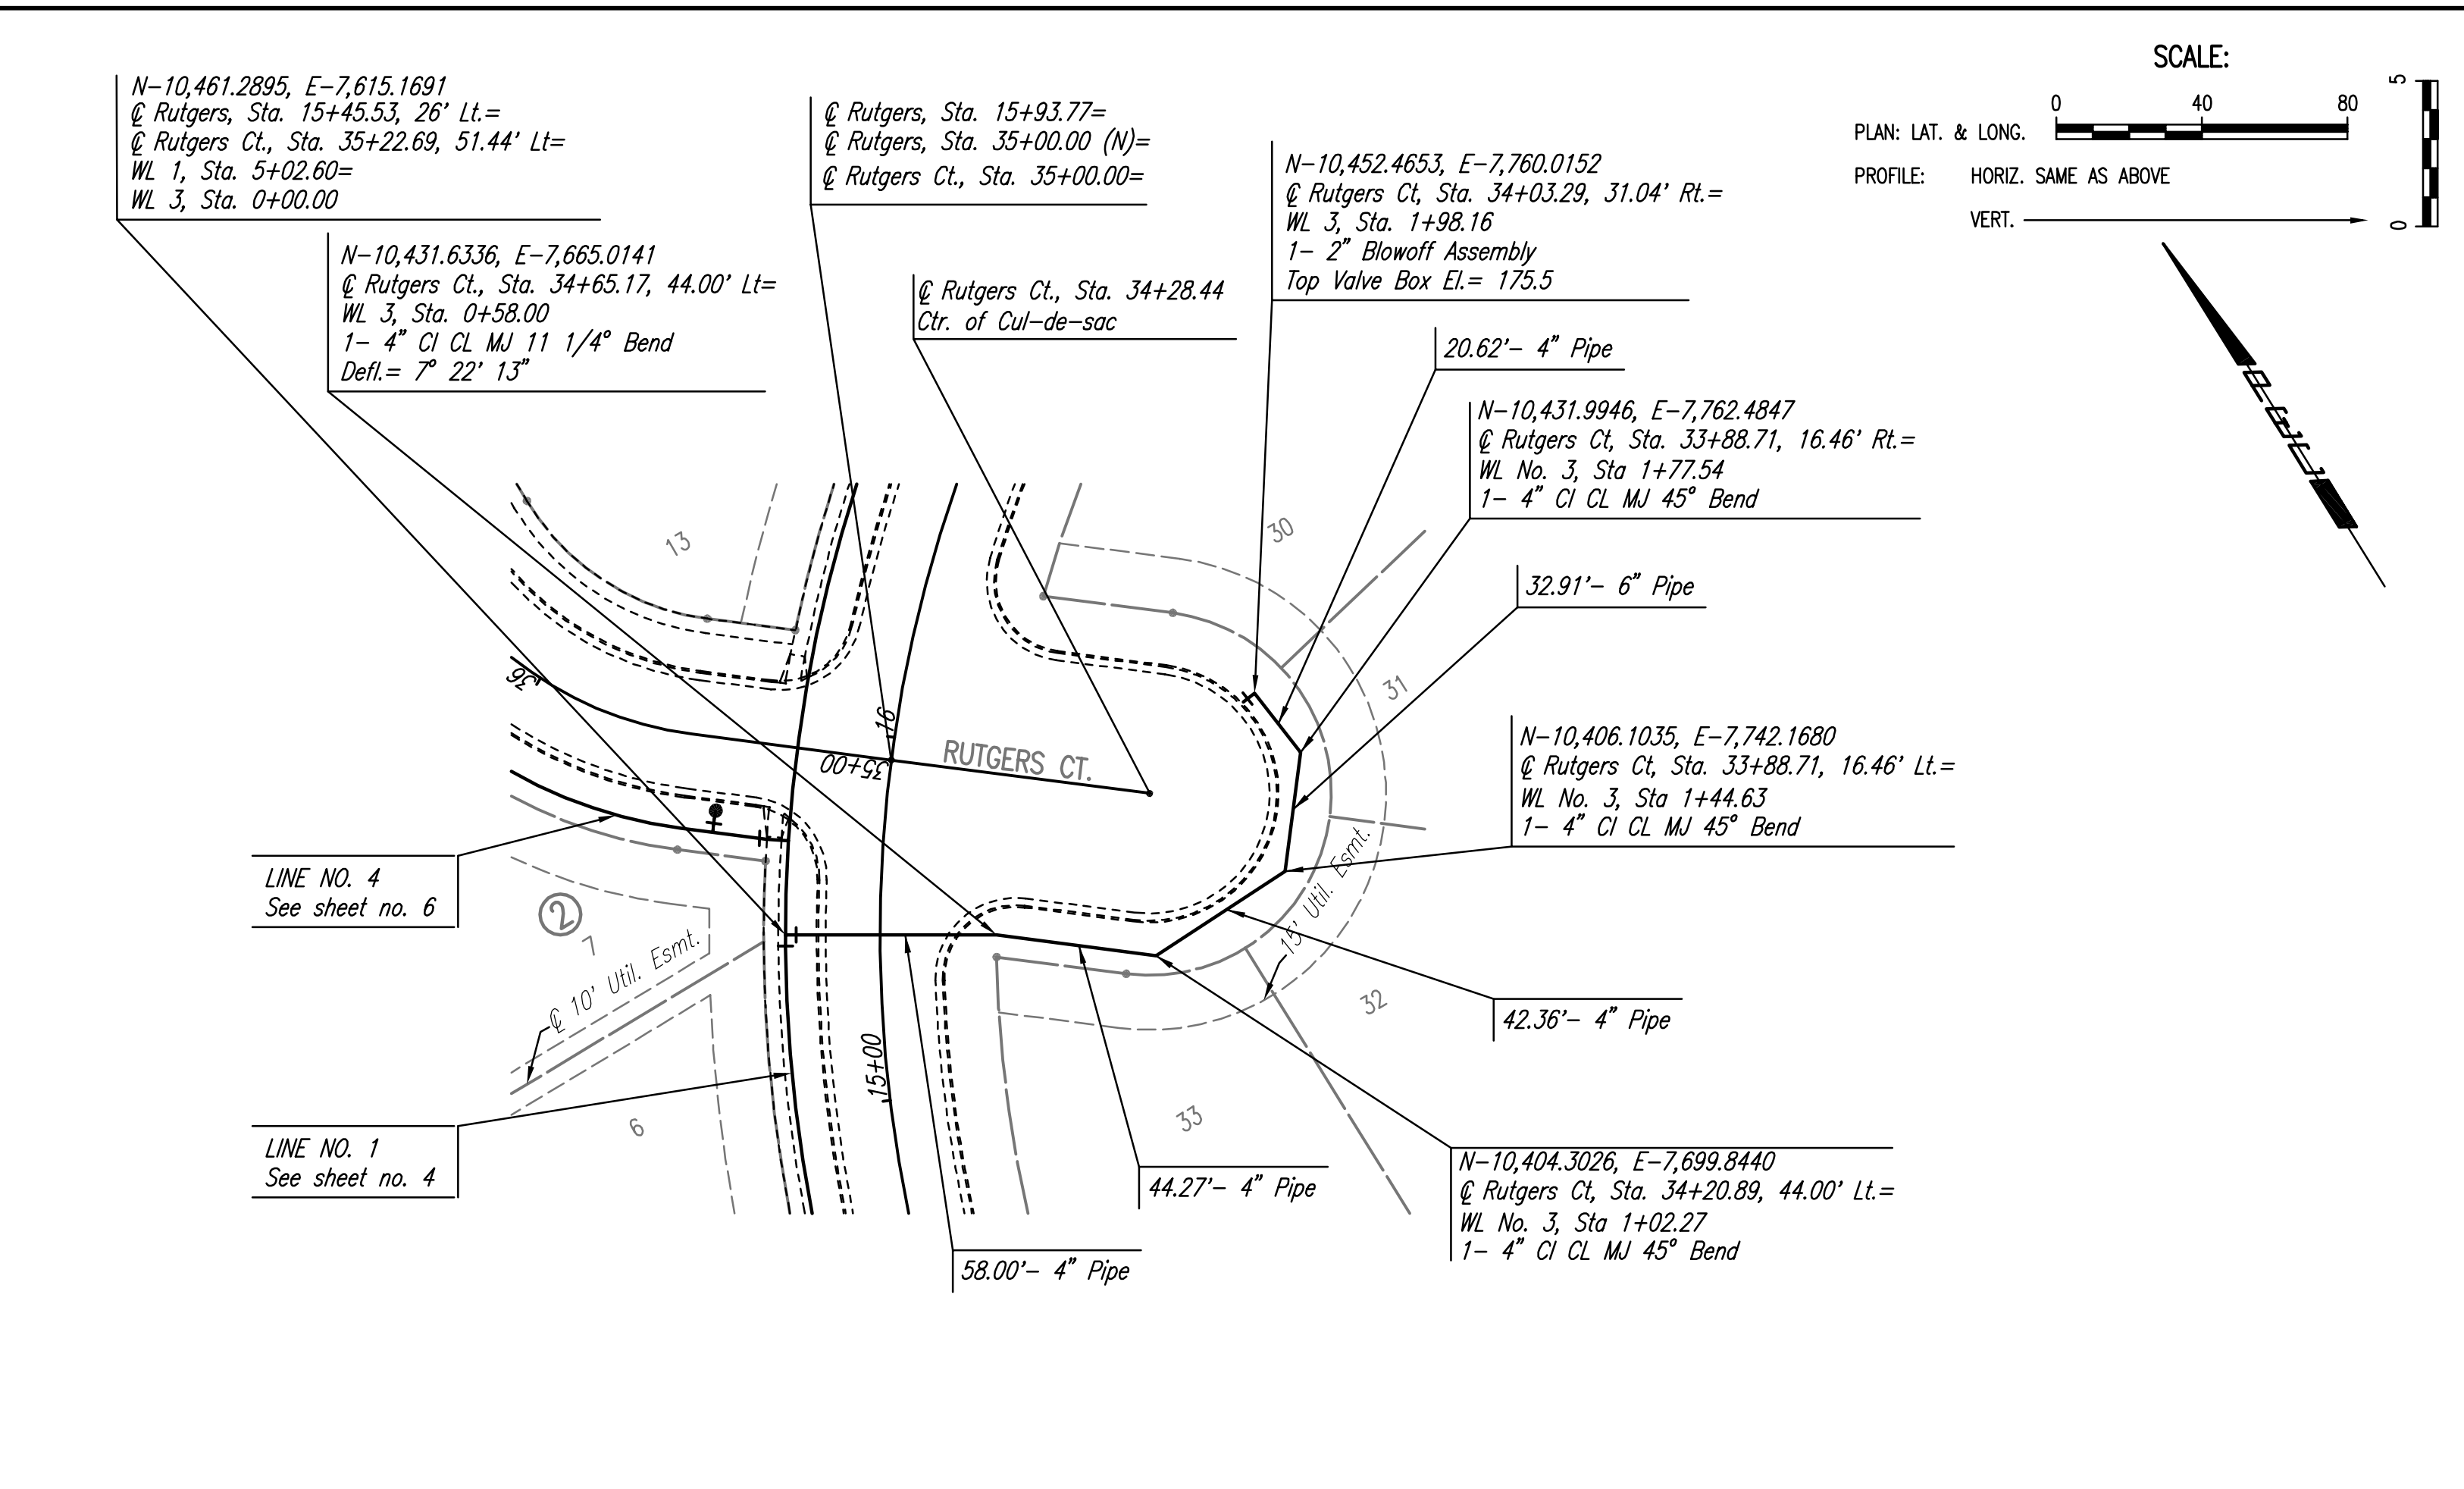 SCALE:
0 40 80
PLAN: LAT. & LONG.
PROFILE: HORIZ. SAME AS ABOVE
VERT.
5
0
N-10,461.2895, E-7,615.1691
℄ Rutgers, Sta. 15+45.53, 26' Lt.=
℄ Rutgers Ct., Sta. 35+22.69, 51.44' Lt=
WL 1, Sta. 5+02.60=
WL 3, Sta. 0+00.00
N-10,431.6336, E-7,665.0141
℄ Rutgers Ct., Sta. 34+65.17, 44.00' Lt=
WL 3, Sta. 0+58.00
1- 4" CI CL MJ 11 1/4° Bend
Defl.= 7° 22' 13"
℄ Rutgers, Sta. 15+93.77=
℄ Rutgers, Sta. 35+00.00 (N)=
℄ Rutgers Ct., Sta. 35+00.00=
℄ Rutgers Ct., Sta. 34+28.44
Ctr. of Cul-de-sac
N-10,452.4653, E-7,760.0152
℄ Rutgers Ct, Sta. 34+03.29, 31.04' Rt.=
WL 3, Sta. 1+98.16
1- 2" Blowoff Assembly
Top Valve Box El.= 175.5
20.62'- 4" Pipe
N-10,431.9946, E-7,762.4847
℄ Rutgers Ct, Sta. 33+88.71, 16.46' Rt.=
WL No. 3, Sta 1+77.54
1- 4" CI CL MJ 45° Bend
32.91'- 6" Pipe
N-10,406.1035, E-7,742.1680
℄ Rutgers Ct, Sta. 33+88.71, 16.46' Lt.=
WL No. 3, Sta 1+44.63
1- 4" CI CL MJ 45° Bend
13
30
31
36
16
35+00
RUTGERS CT.
15' Util. Esmt.
LINE NO. 4
See sheet no. 6
2
7
℄ 10' Util. Esmt.
6
15+00
32
33
42.36'- 4" Pipe
LINE NO. 1
See sheet no. 4
44.27'- 4" Pipe
58.00'- 4" Pipe
N-10,404.3026, E-7,699.8440
℄ Rutgers Ct, Sta. 34+20.89, 44.00' Lt.=
WL No. 3, Sta 1+02.27
1- 4" CI CL MJ 45° Bend